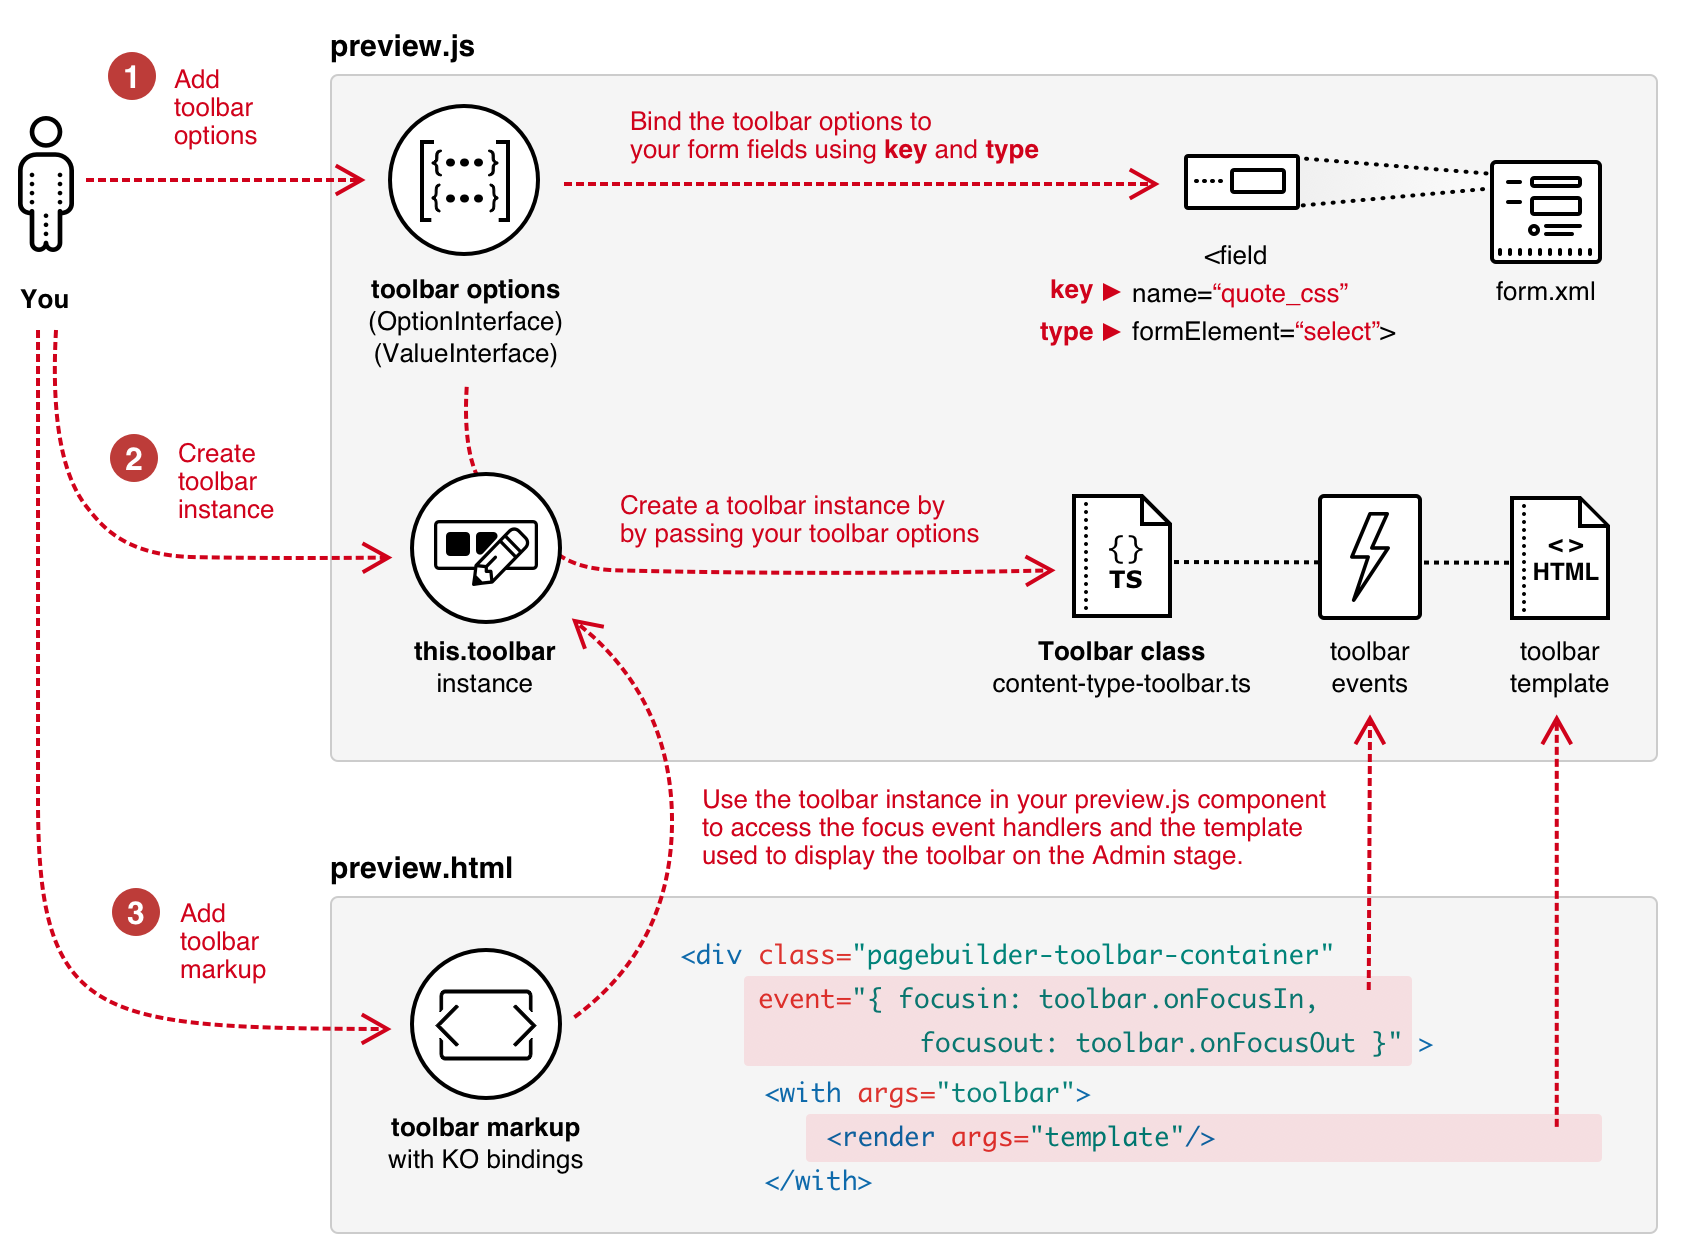 preview.js
1
Add
toolbar
options
You
{...}
{...}
toolbar options
(OptionInterface)
(ValueInterface)
Bind the toolbar options to
your form fields using key and type
<field
key ▶ name=“quote_css”
type ▶ formElement=“select”>
form.xml
2
Create
toolbar
instance
this.toolbar
instance
Create a toolbar instance by
by passing your toolbar options
{}
TS
Toolbar class
content-type-toolbar.ts
toolbar
events
<>
HTML
toolbar
template
Use the toolbar instance in your preview.js component
to access the focus event handlers and the template
used to display the toolbar on the Admin stage.
preview.html
3
Add
toolbar
markup
toolbar markup
with KO bindings
<div class="pagebuilder-toolbar-container"
event="{ focusin: toolbar.onFocusIn,
focusout: toolbar.onFocusOut }" >
<with args="toolbar">
<render args="template"/>
</with>